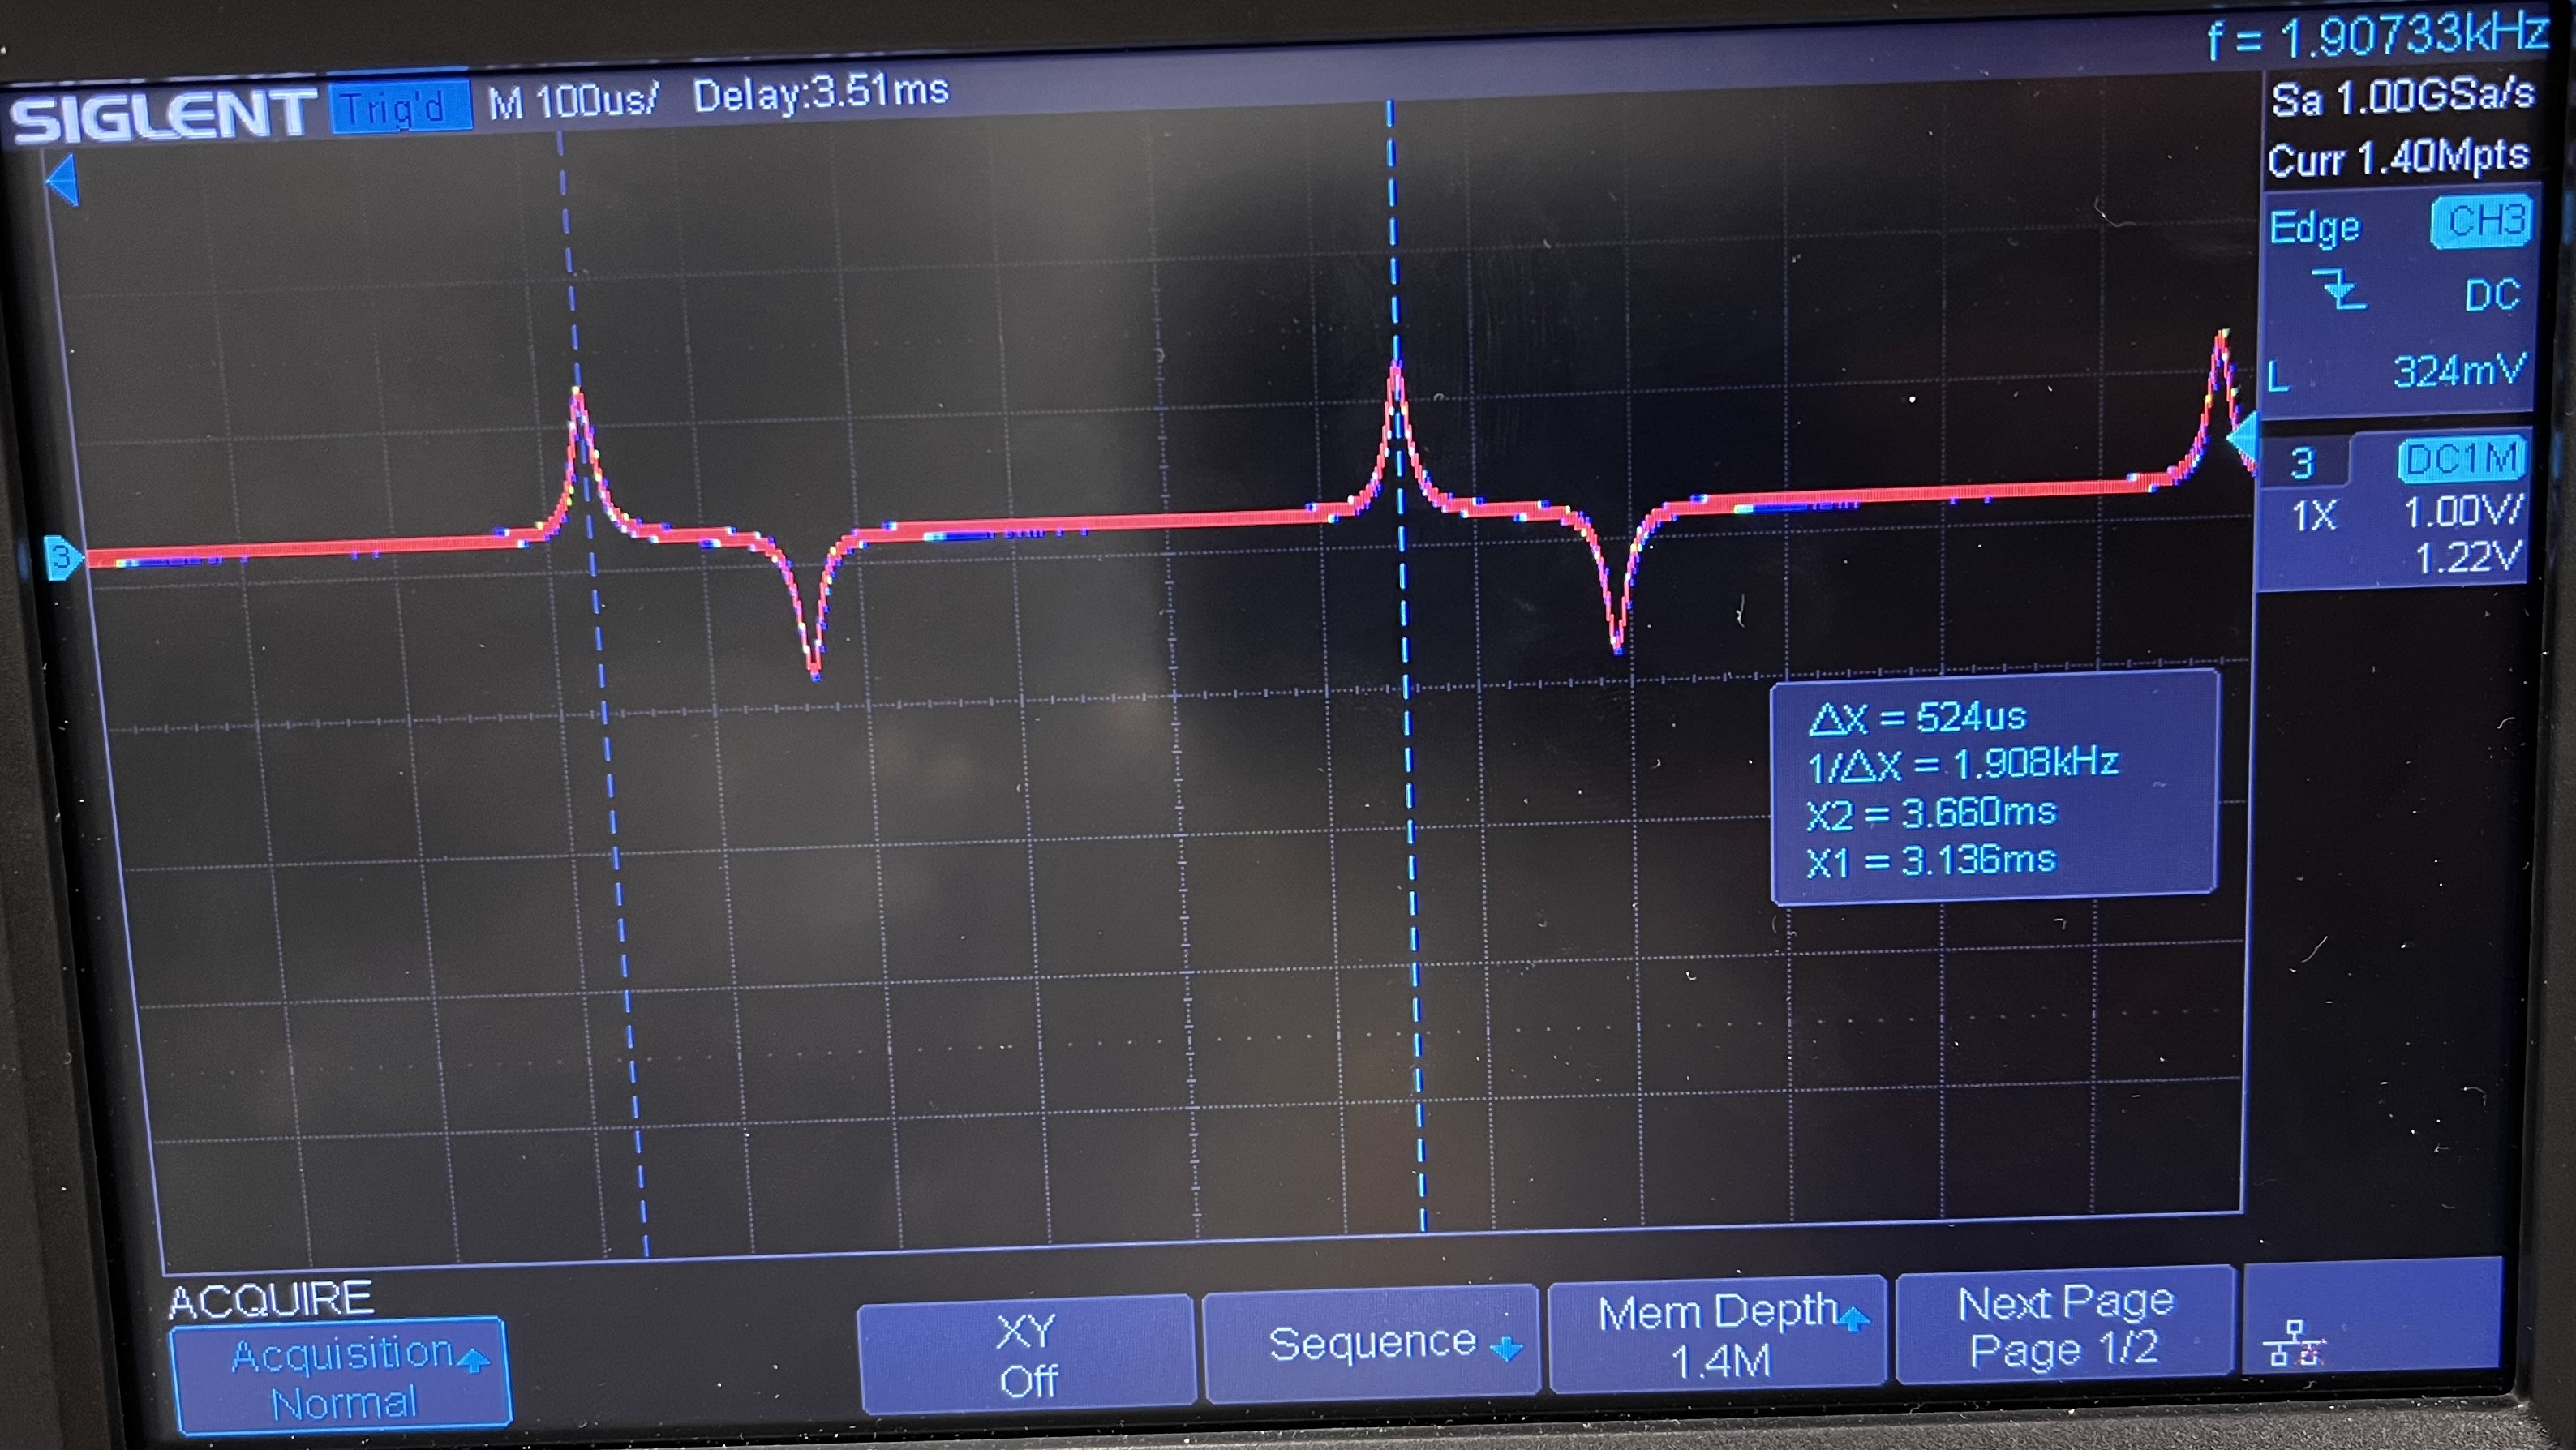 f = 1.90733kHz
SIGLENT Trig'd M 100us/ Delay:3.51ms
Sa 1.00GSa/s
Curr 1.40Mpts
Edge CH3
DC
L 324mV
3 DC1M
1X 1.00V/
1.22V
3
ΔX = 524us
1/ΔX = 1.908kHz
X2 = 3.660ms
X1 = 3.136ms
ACQUIRE
Acquisition
Normal
XY
Off
Sequence
Mem Depth
1.4M
Next Page
Page 1/2